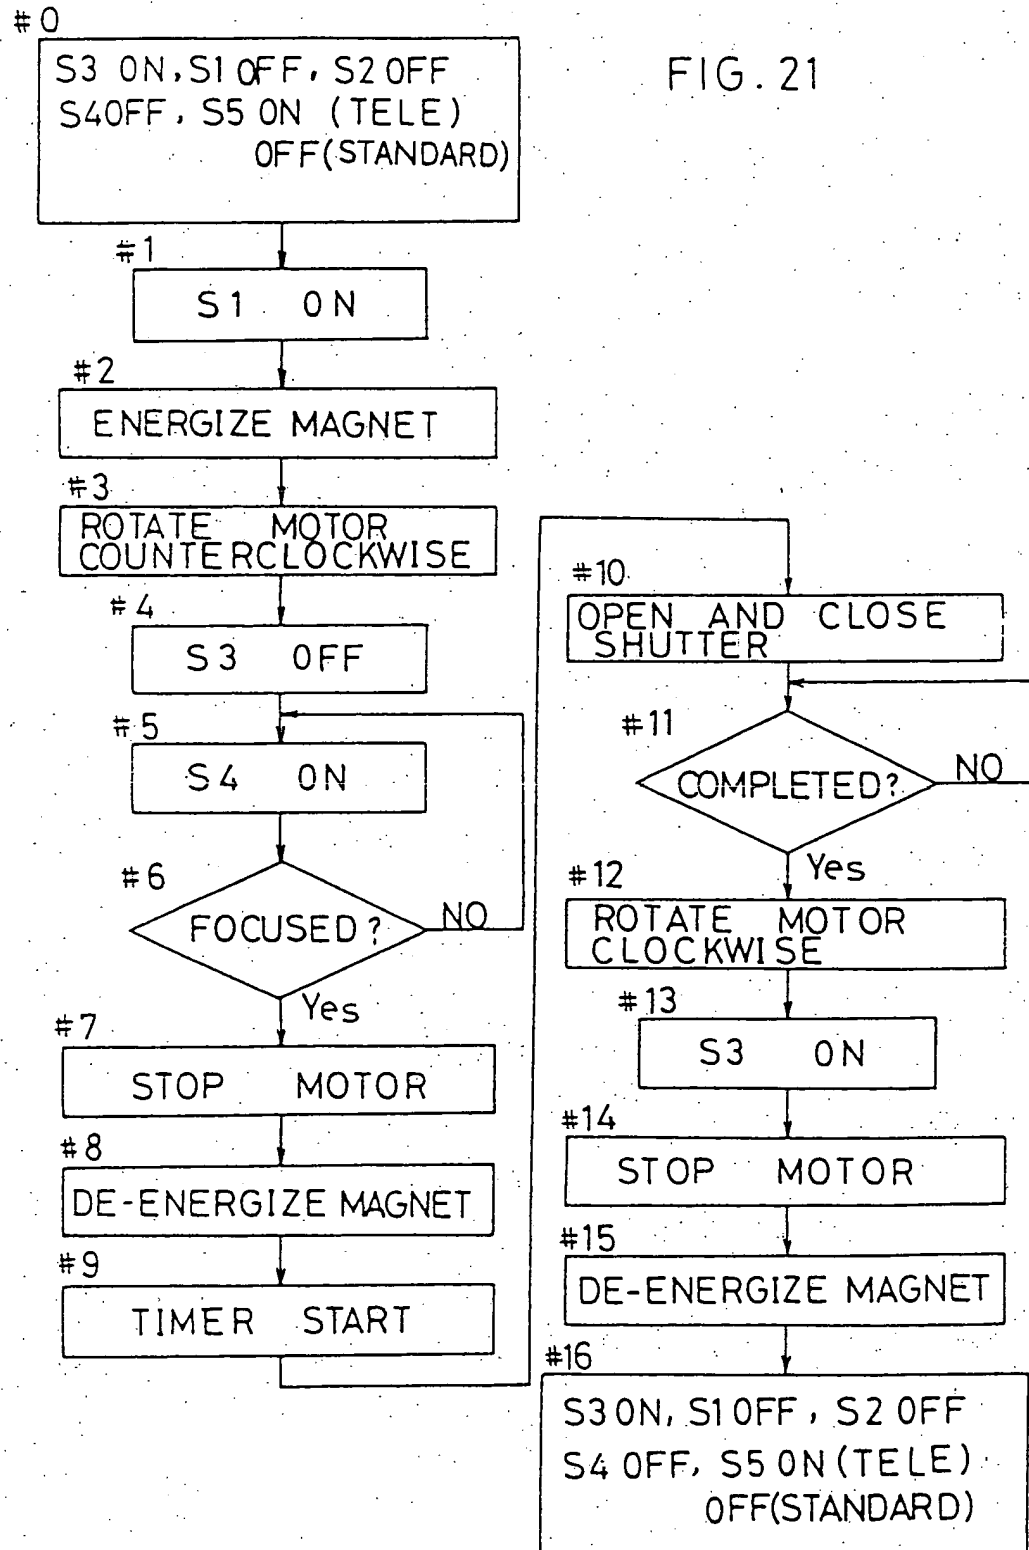 FIG. 21
#0
S3 ON, S1 OFF, S2 OFF
S4 OFF, S5 ON (TELE)
OFF(STANDARD)
#1
S1 ON
#2
ENERGIZE MAGNET
#3
ROTATE MOTOR
COUNTERCLOCKWISE
#4
S3 OFF
#5
S4 ON
#6
FOCUSED?
NO
Yes
#7
STOP MOTOR
#8
DE-ENERGIZE MAGNET
#9
TIMER START
#10
OPEN AND CLOSE
SHUTTER
#11
COMPLETED?
NO
Yes
#12
ROTATE MOTOR
CLOCKWISE
#13
S3 ON
#14
STOP MOTOR
#15
DE-ENERGIZE MAGNET
#16
S3 ON, S1 OFF, S2 OFF
S4 OFF, S5 ON (TELE)
OFF(STANDARD)